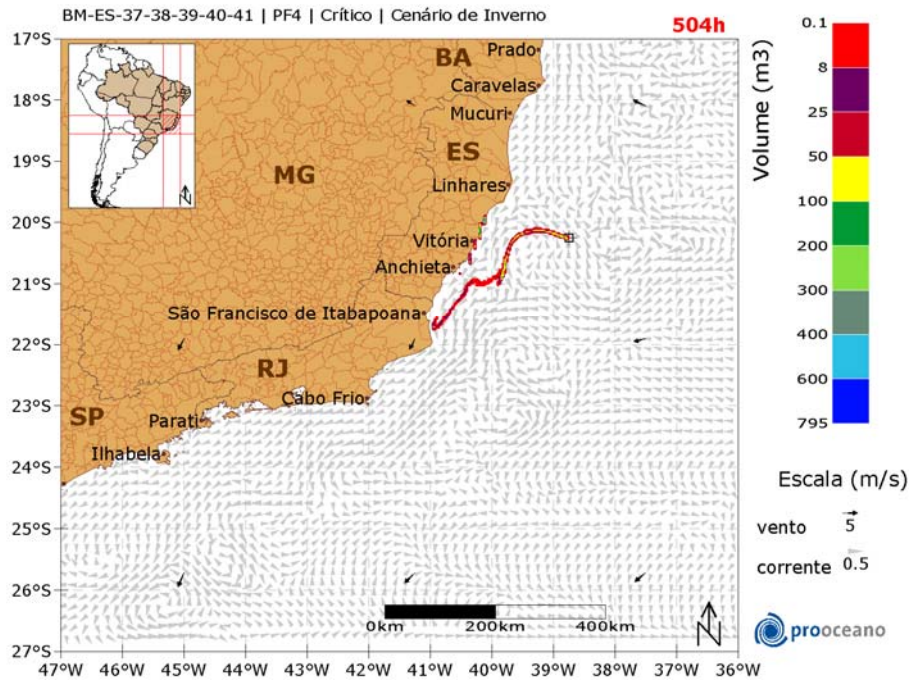 BM-ES-37-38-39-40-41 | PF4 | Crítico | Cenário de Inverno
504h
17°S
18°S
19°S
20°S
21°S
22°S
23°S
24°S
25°S
26°S
27°S
BA
Prado
Caravelas
Mucuri
ES
MG
Linhares
Vitória
Anchieta
São Francisco de Itabapoana
RJ
Cabo Frio
SP
Parati
Ilhabela
N
0km 200km 400km
N
47°W 46°W 45°W 44°W 43°W 42°W 41°W 40°W 39°W 38°W 37°W 36°W
Volume (m3)
0.1
8
25
50
100
200
300
400
600
795
Escala (m/s)
vento 5
corrente 0.5
prooceano